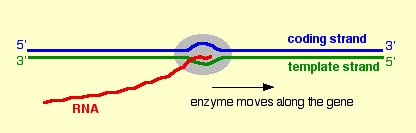 5' coding strand 3'
3' template strand 5'
RNA enzyme moves along the gene